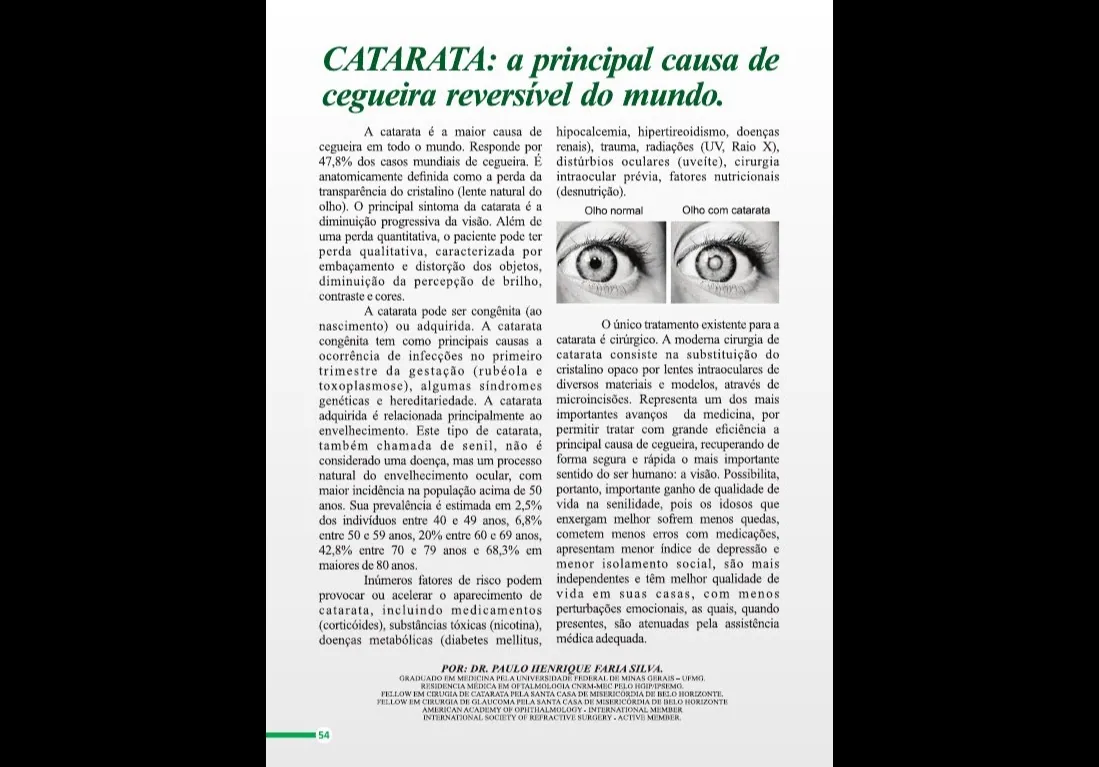 CATARATA: a principal causa de
cegueira reversível do mundo.
A catarata é a maior causa de
cegueira em todo o mundo. Responde por
47,8% dos casos mundiais de cegueira. É
anatomicamente definida como a perda da
transparência do cristalino (lente natural do
olho). O principal sintoma da catarata é a
diminuição progressiva da visão. Além de
uma perda quantitativa, o paciente pode ter
perda qualitativa, caracterizada por
embaçamento e distorção dos objetos,
diminuição da percepção de brilho,
contraste e cores.
A catarata pode ser congênita (ao
nascimento) ou adquirida. A catarata
congênita tem como principais causas a
ocorrência de infecções no primeiro
trimestre da gestação (rubéola e
toxoplasmose), algumas síndromes
genéticas e hereditariedade. A catarata
adquirida é relacionada principalmente ao
envelhecimento. Este tipo de catarata,
também chamada de senil, não é
considerado uma doença, mas um processo
natural do envelhecimento ocular, com
maior incidência na população acima de 50
anos. Sua prevalência é estimada em 2,5%
dos indivíduos entre 40 e 49 anos, 6,8%
entre 50 e 59 anos, 20% entre 60 e 69 anos,
42,8% entre 70 e 79 anos e 68,3% em
maiores de 80 anos.
Inúmeros fatores de risco podem
provocar ou acelerar o aparecimento de
catarata, incluindo medicamentos
(corticóides), substâncias tóxicas (nicotina),
doenças metabólicas (diabetes mellitus,
hipocalcemia, hipertireoidismo, doenças
renais), trauma, radiações (UV, Raio X),
distúrbios oculares (uveíte), cirurgia
intraocular prévia, fatores nutricionais
(desnutrição).
Olho normal
Olho com catarata
O único tratamento existente para a
catarata é cirúrgico. A moderna cirurgia de
catarata consiste na substituição do
cristalino opaco por lentes intraoculares de
diversos materiais e modelos, através de
microincisões. Representa um dos mais
importantes avanços da medicina, por
permitir tratar com grande eficiência a
principal causa de cegueira, recuperando de
forma segura e rápida o mais importante
sentido do ser humano: a visão. Possibilita,
portanto, importante ganho de qualidade de
vida na senilidade, pois os idosos que
enxergam melhor sofrem menos quedas,
cometem menos erros com medicações,
apresentam menor índice de depressão e
menor isolamento social, são mais
independentes e têm melhor qualidade de
vida em suas casas, com menos
perturbações emocionais, as quais, quando
presentes, são atenuadas pela assistência
médica adequada.
POR: DR. PAULO HENRIQUE FARIA SILVA.
GRADUADO EM MEDICINA PELA UNIVERSIDADE FEDERAL DE MINAS GERAIS – UFMG.
RESIDENCIA MÉDICA EM OFTALMOLOGIA CNRM-MEC PELO HGIP/IPSEMG.
FELLOW EM CIRUGIA DE CATARATA PELA SANTA CASA DE MISERICÓRDIA DE BELO HORIZONTE.
FELLOW EM CIRURGIA DE GLAUCOMA PELA SANTA CASA DE MISERICÓRDIA DE BELO HORIZONTE
AMERICAN ACADEMY OF OPHTHALMOLOGY - INTERNATIONAL MEMBER
INTERNATIONAL SOCIETY OF REFRACTIVE SURGERY - ACTIVE MEMBER.
54